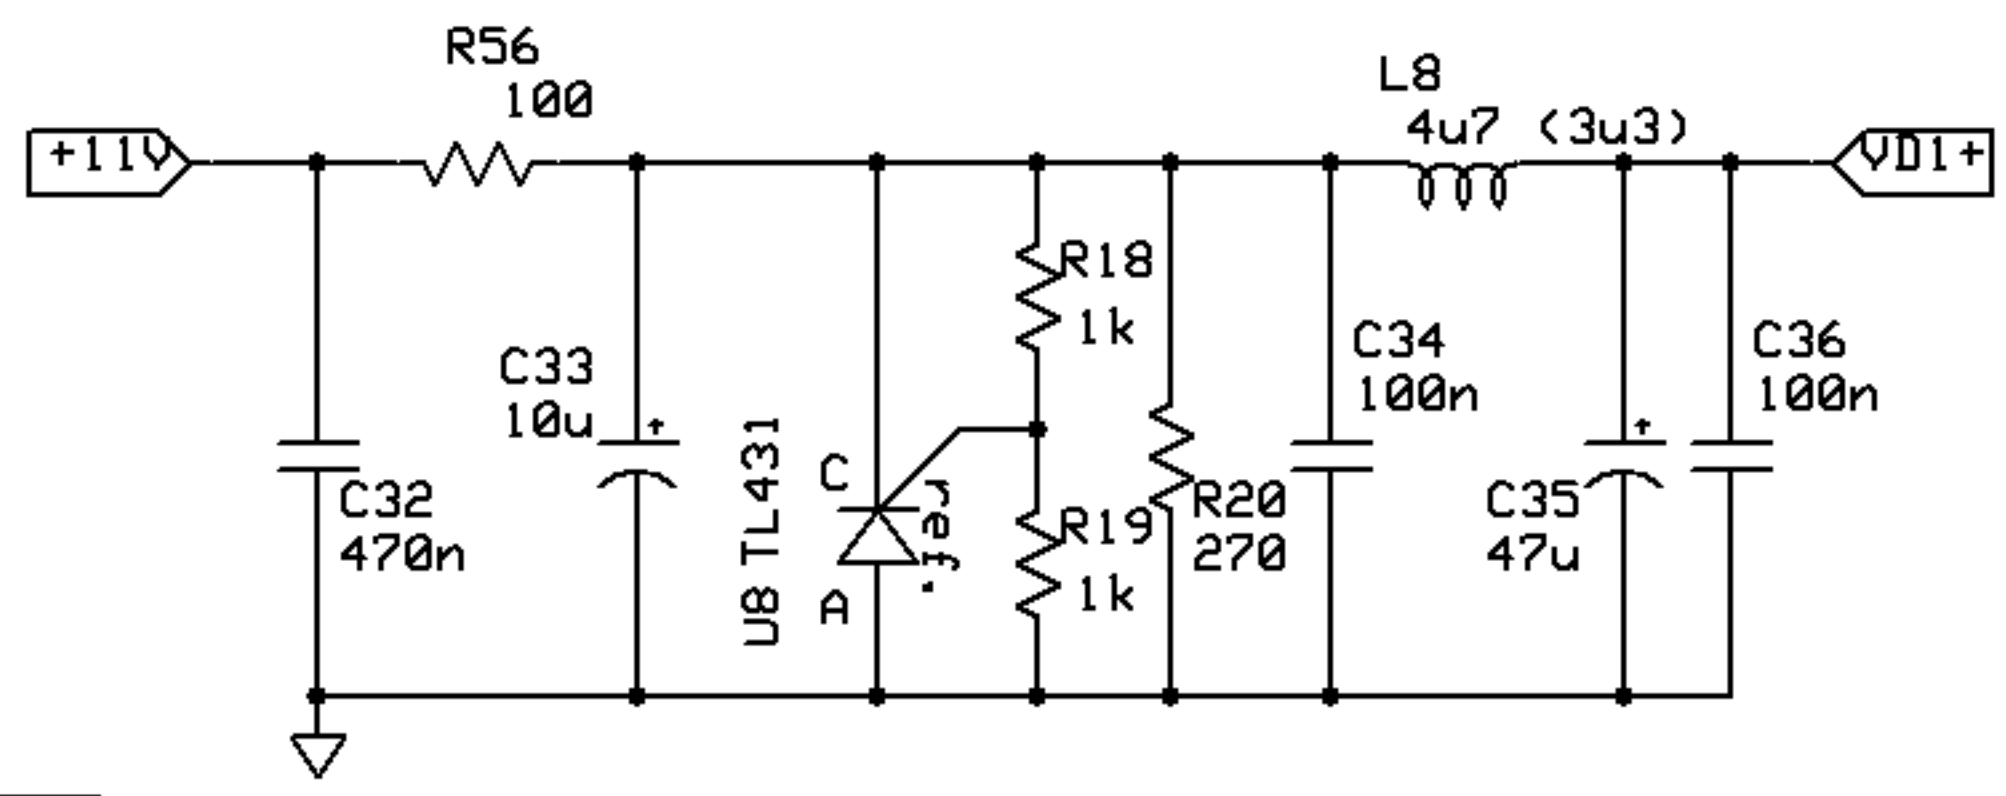 R56
100
L8
4u7 (3u3)
+11V
VD1+
R18
1k
C33
10u
+
C34
100n
C36
100n
+
U8 TL431
C
A
ref.
C32
470n
R19
1k
R20
270
C35
47u